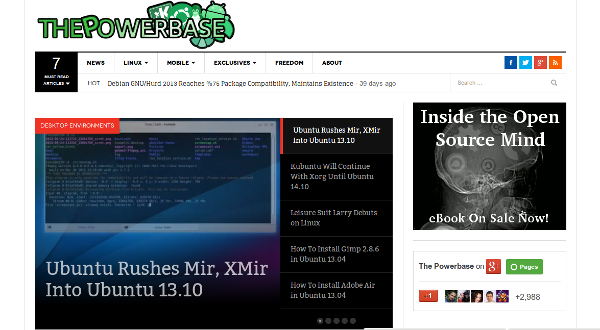 THEPOWERBASE
7
MUST READ
ARTICLES
NEWS
LINUX
MOBILE
EXCLUSIVES
FREEDOM
ABOUT
HOT
Debian GNU/Hurd 2013 Reaches %75 Package Compatibility, Maintains Existence - 39 days ago
Search ...
DESKTOP ENVIRONMENTS
Ubuntu Rushes Mir, XMir
Into Ubuntu 13.10
Ubuntu Rushes Mir, XMir
Into Ubuntu 13.10
Kubuntu Will Continue
With Xorg Until Ubuntu
14.10
Leisure Suit Larry Debuts
on Linux
How To Install Gimp 2.8.6
in Ubuntu 13.04
How To Install Adobe Air
in Ubuntu 13.04
Inside the Open
Source Mind
eBook On Sale Now!
The Powerbase on g Pages
+1 +2,988